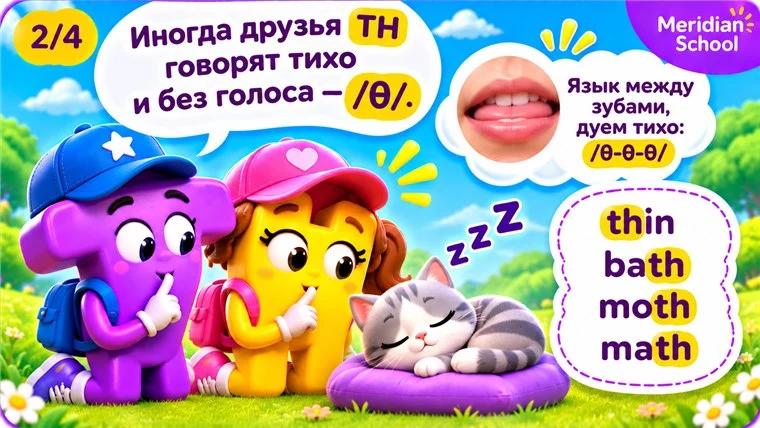 2/4
Иногда друзья TH
говорят тихо
и без голоса – /θ/.
Meridian
School
Язык между
зубами,
дуем тихо:
/θ-θ-θ/
z z Z
thin
bath
moth
math